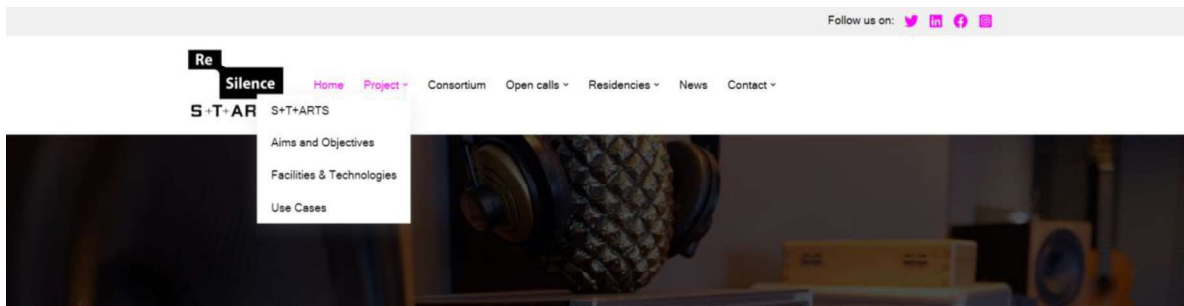 Follow us on:
Re
Silence
S+T+AR
Home Project Consortium Open calls Residencies News Contact
S+T+ARTS
Aims and Objectives
Facilities & Technologies
Use Cases